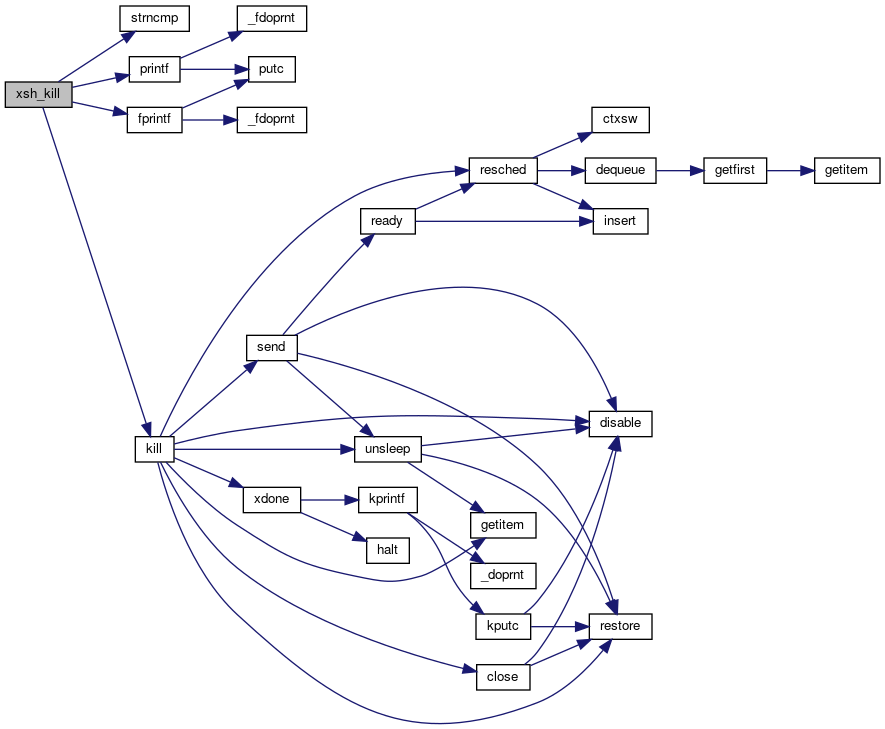 strncmp
_fdoprnt
printf
putc
xsh_kill
fprintf
_fdoprnt
ctxsw
resched
dequeue
getfirst
getitem
ready
insert
send
disable
kill
unsleep
xdone
kprintf
getitem
halt
_doprnt
kputc
restore
close